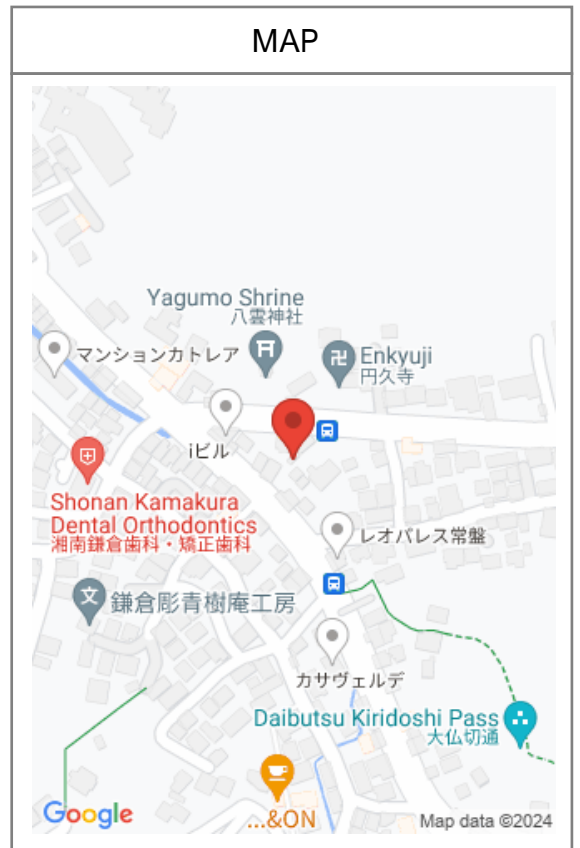 MAP
Yagumo Shrine
八雲神社
マンションカトレア
Enkyuji
円久寺
iビル
Shonan Kamakura
Dental Orthodontics
湘南鎌倉歯科・矯正歯科
レオパレス常盤
鎌倉彫青樹庵工房
カサヴェルデ
Daibutsu Kiridoshi Pass
大仏切通
...&ON
Google
Map data ©2024